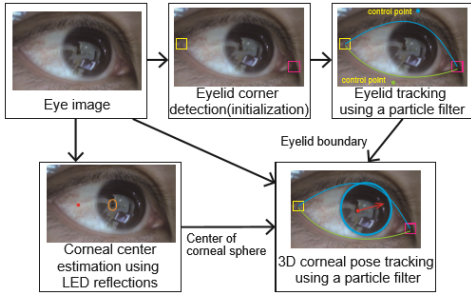 control point
control point
Eye image
Eyelid corner
detection(initialization)
Eyelid tracking
using a particle filter
Eyelid boundary
Corneal center
estimation using
LED reflections
Center of
corneal sphere
3D corneal pose tracking
using a particle filter